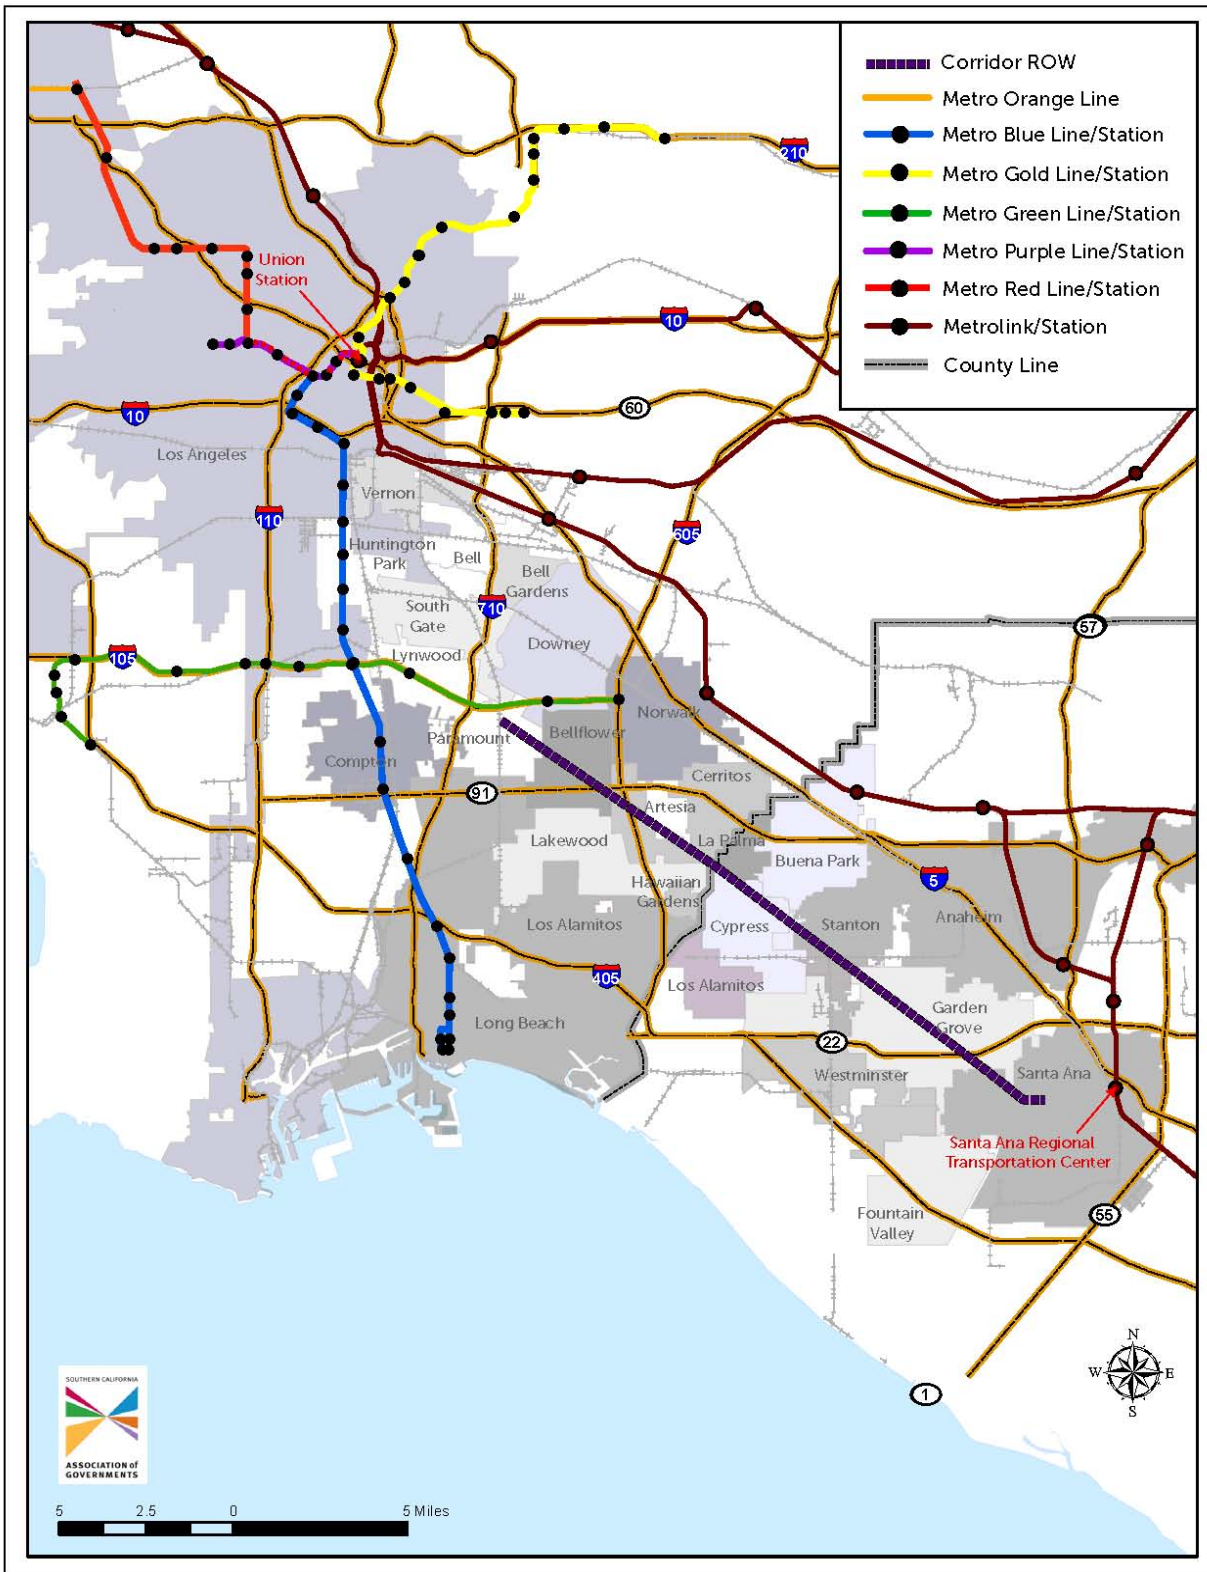 Corridor ROW
Metro Orange Line
Metro Blue Line/Station
Metro Gold Line/Station
Metro Green Line/Station
Metro Purple Line/Station
Metro Red Line/Station
Metrolink/Station
County Line
210
Union
Station
10
10
60
Los Angeles
Vernon
110
605
Huntington
Park
Bell
Bell
Gardens
South
Gate
710
57
Downey
105
Lynwood
Norwalk
Paramount
Bellflower
Compton
Cerritos
91
Artesia
Lakewood
La Palma
Buena Park
Hawaiian
Gardens
5
Los Alamitos
Cypress
Stanton
Anaheim
405
Los Alamitos
Garden
Grove
Long Beach
22
Westminster
Santa Ana
Santa Ana Regional
Transportation Center
Fountain
Valley
55
N
W
E
S
1
SOUTHERN CALIFORNIA
ASSOCIATION of
GOVERNMENTS
5 2.5 0 5 Miles